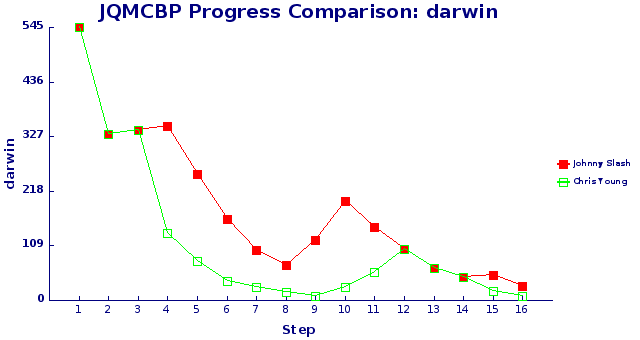 JQMCBP Progress Comparison: darwin
545
436
327
218
109
0
darwin
1 2 3 4 5 6 7 8 9 10 11 12 13 14 15 16
Step
Johnny Slash
Chris Young